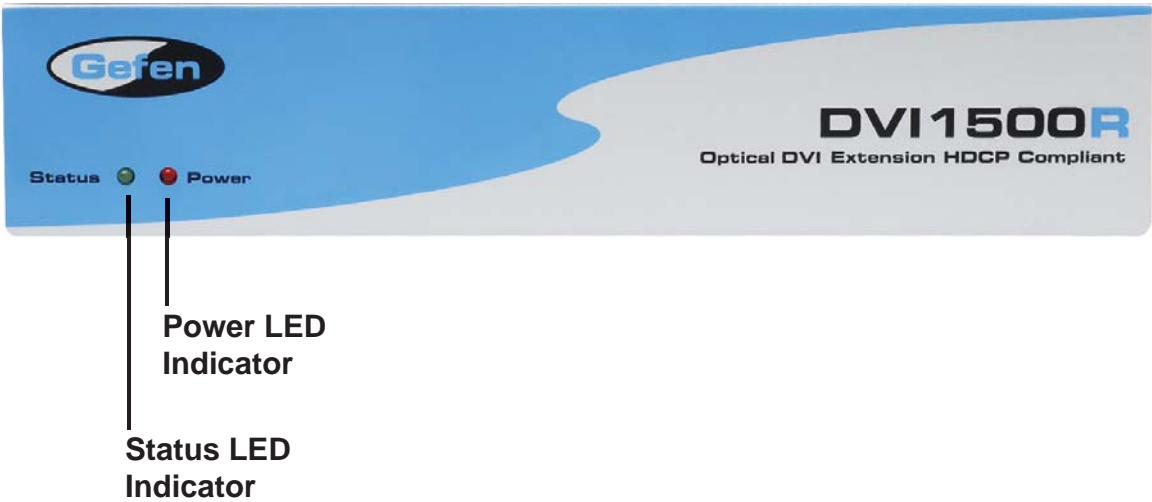 Gefen
DVI1500R
Optical DVI Extension HDCP Compliant
Status
Power
Power LED
Indicator
Status LED
Indicator